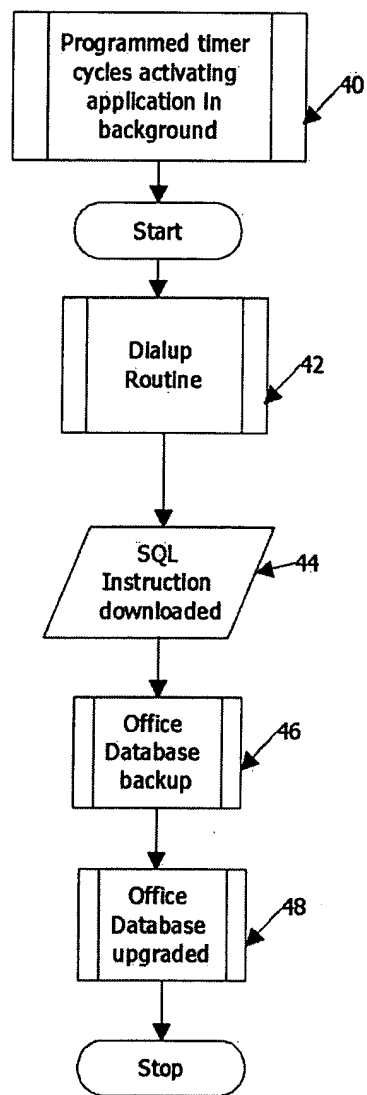 Programmed timer
cycles activating
application in
background
40
Start
Dialup
Routine
42
SQL
Instruction
downloaded
44
Office
Database
backup
46
Office
Database
upgraded
48
Stop